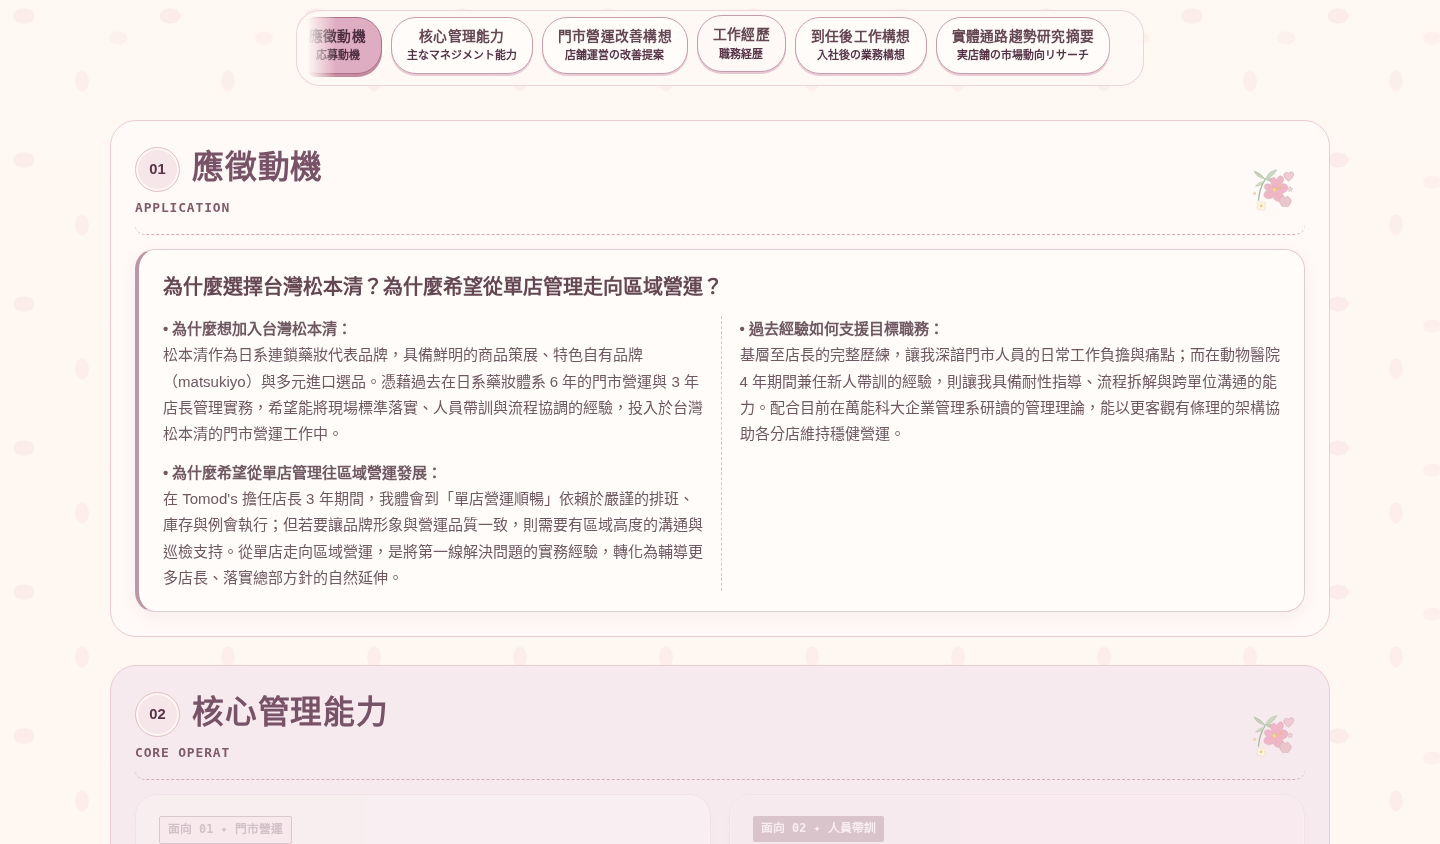 應徵動機
応募動機
核心管理能力
主なマネジメント能力
門市營運改善構想
店舗運営の改善提案
工作經歷
職務経歴
到任後工作構想
入社後の業務構想
實體通路趨勢研究摘要
実店舗の市場動向リサーチ
01
應徵動機
APPLICATION
為什麼選擇台灣松本清？為什麼希望從單店管理走向區域營運？
• 為什麼想加入台灣松本清：
松本清作為日系連鎖藥妝代表品牌，具備鮮明的商品策展、特色自有品牌
（matsukiyo）與多元進口選品。憑藉過去在日系藥妝體系 6 年的門市營運與 3 年
店長管理實務，希望能將現場標準落實、人員帶訓與流程協調的經驗，投入於台灣
松本清的門市營運工作中。
• 為什麼希望從單店管理往區域營運發展：
在 Tomod's 擔任店長 3 年期間，我體會到「單店營運順暢」依賴於嚴謹的排班、
庫存與例會執行；但若要讓品牌形象與營運品質一致，則需要有區域高度的溝通與
巡檢支持。從單店走向區域營運，是將第一線解決問題的實務經驗，轉化為輔導更
多店長、落實總部方針的自然延伸。
• 過去經驗如何支援目標職務：
基層至店長的完整歷練，讓我深諳門市人員的日常工作負擔與痛點；而在動物醫院
4 年期間兼任新人帶訓的經驗，則讓我具備耐性指導、流程拆解與跨單位溝通的能
力。配合目前在萬能科大企業管理系研讀的管理理論，能以更客觀有條理的架構協
助各分店維持穩健營運。
02
核心管理能力
CORE OPERAT
面向 01 ✦ 門市營運
面向 02 ✦ 人員帶訓